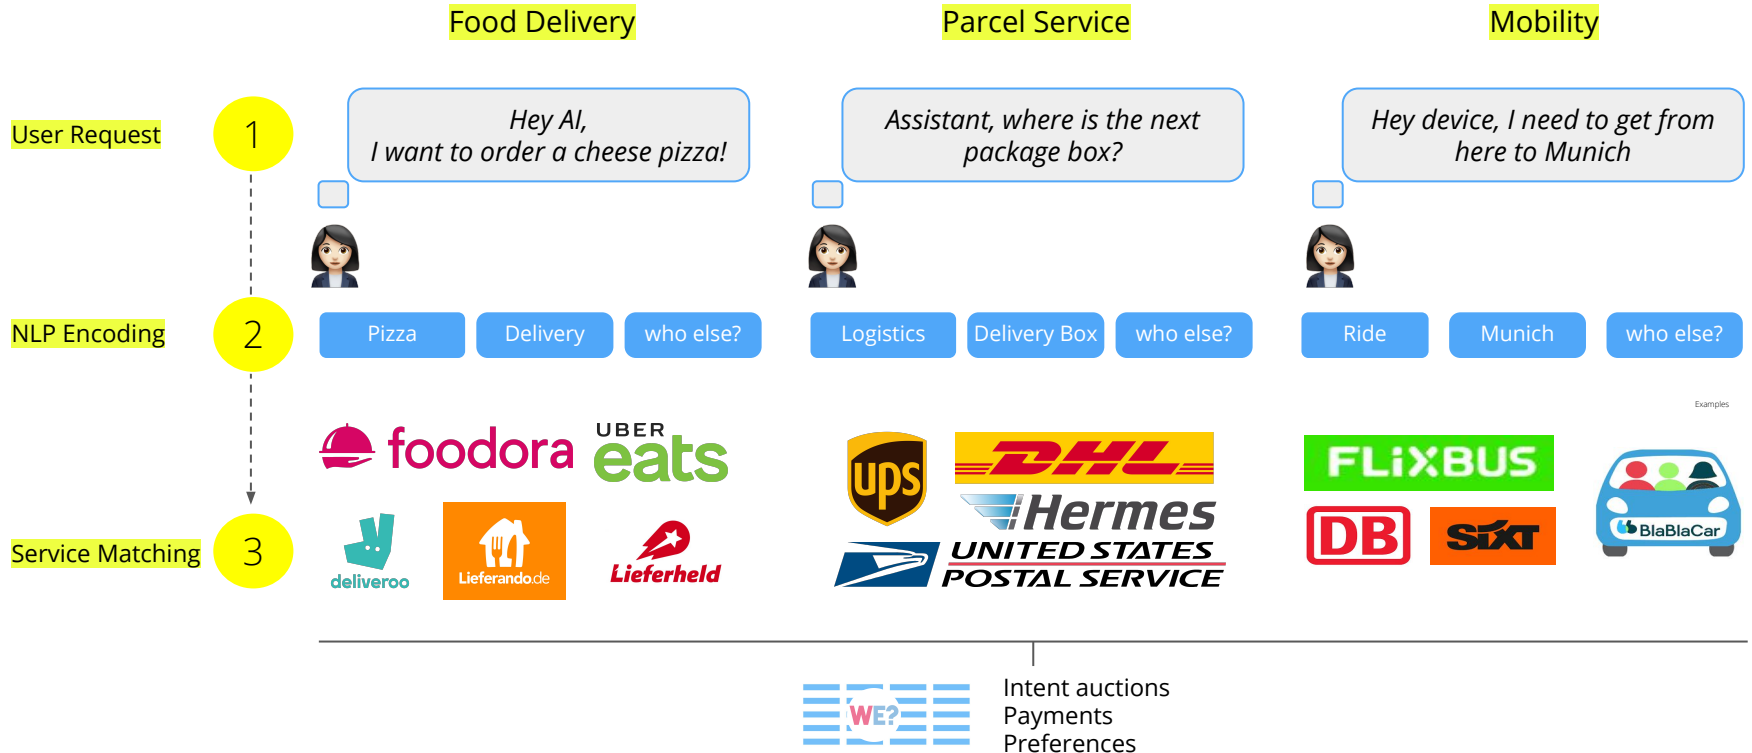 Food Delivery
Parcel Service
Mobility
User Request
1
Hey AI,
I want to order a cheese pizza!
Assistant, where is the next
package box?
Hey device, I need to get from
here to Munich
NLP Encoding
2
Pizza
Delivery
who else?
Logistics
Delivery Box
who else?
Ride
Munich
who else?
Examples
Service Matching
3
foodora
UBER
eats
deliveroo
Lieferando.de
Lieferheld
ups
DHL
Hermes
UNITED STATES
POSTAL SERVICE
FLiXBUS
DB
SIXT
BlaBlaCar
WE?
Intent auctions
Payments
Preferences